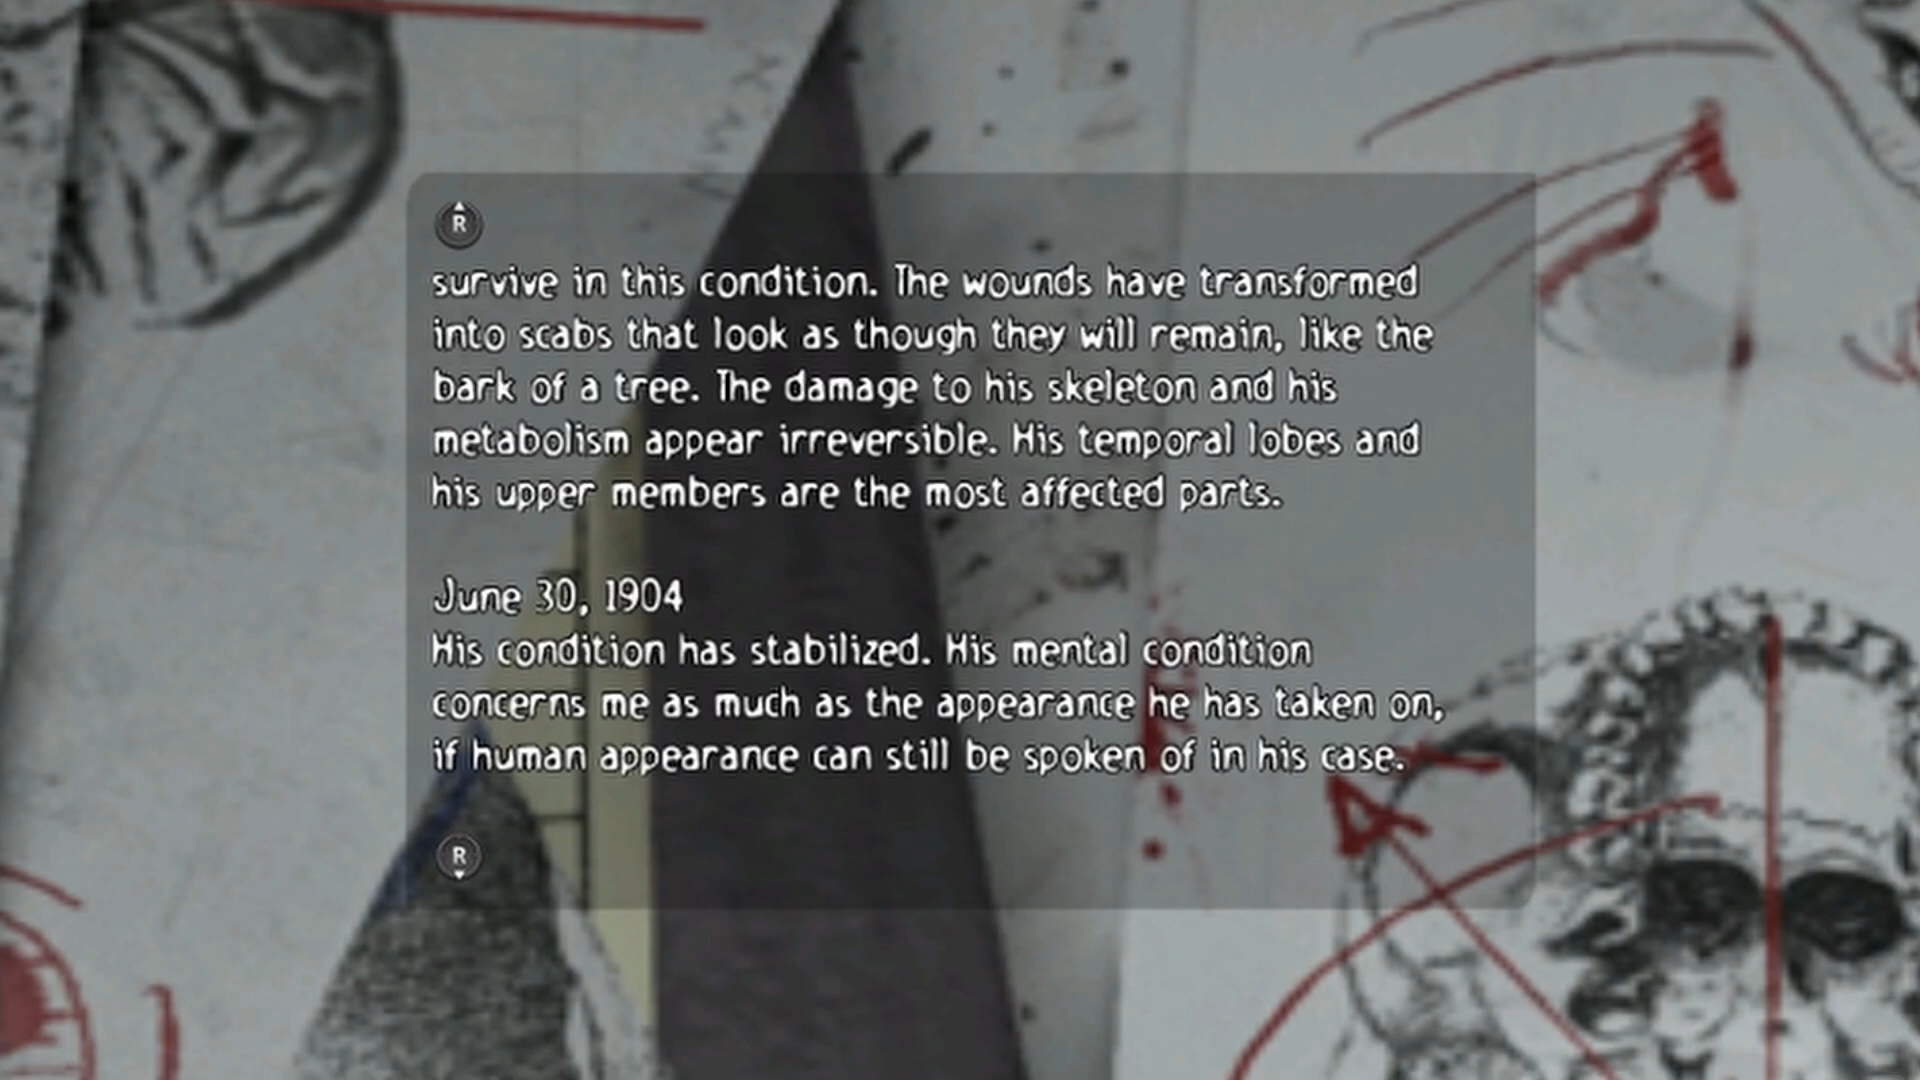 R
survive in this condition. The wounds have transformed
into scabs that look as though they will remain, like the
bark of a tree. The damage to his skeleton and his
metabolism appear irreversible. His temporal lobes and
his upper members are the most affected parts.
June 30, 1904
His condition has stabilized. His mental condition
concerns me as much as the appearance he has taken on,
if human appearance can still be spoken of in his case.
R